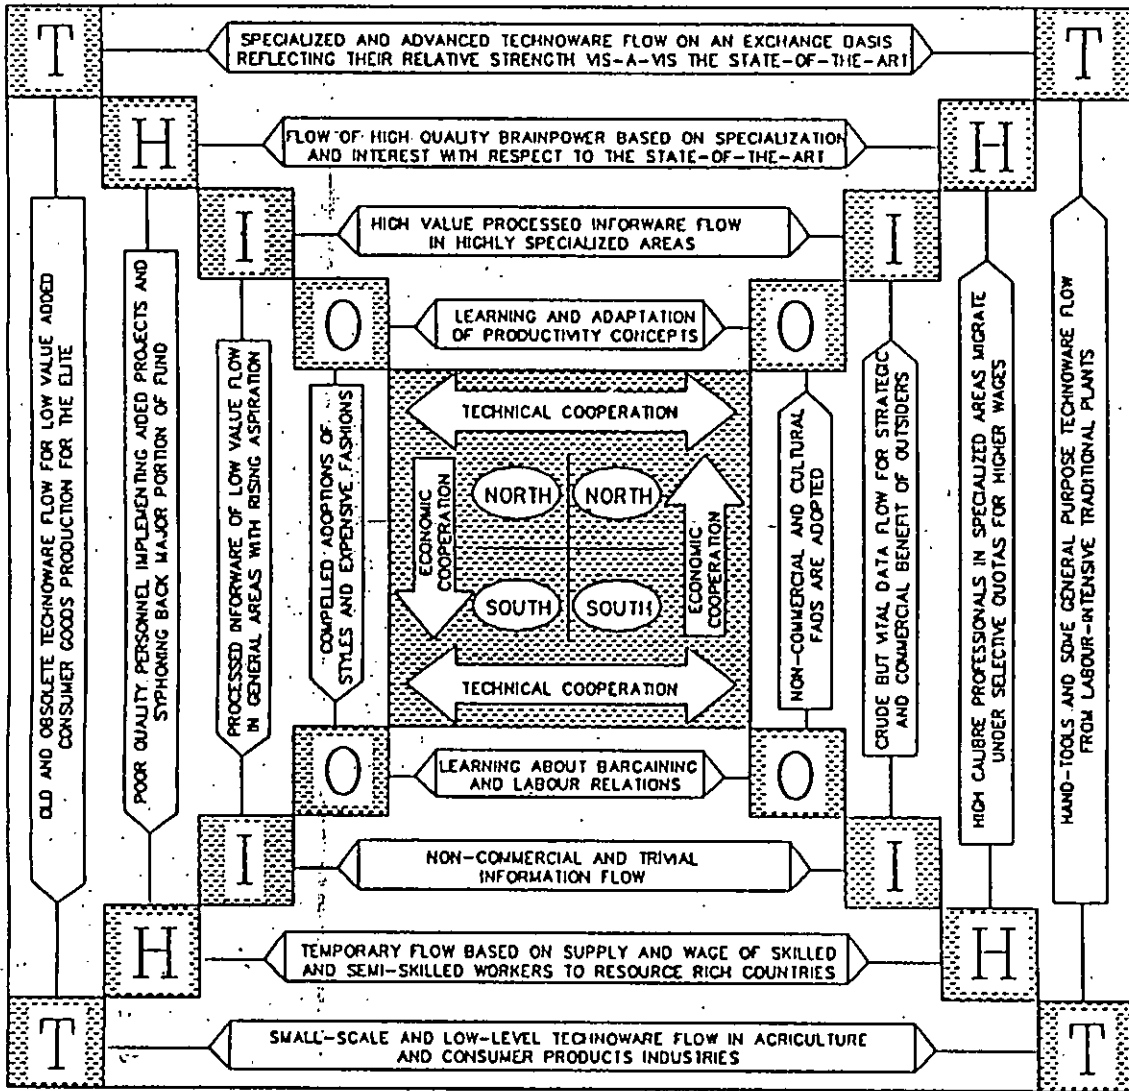 T
SPECIALIZED AND ADVANCED TECHNOWARE FLOW ON AN EXCHANGE BASIS
REFLECTING THEIR RELATIVE STRENGTH VIS-A-VIS THE STATE-OF-THE-ART
T
H
FLOW OF HIGH QUALITY BRAINPOWER BASED ON SPECIALIZATION
AND INTEREST WITH RESPECT TO THE STATE-OF-THE-ART
H
I
HIGH VALUE PROCESSED INFORWARE FLOW
IN HIGHLY SPECIALIZED AREAS
I
O
LEARNING AND ADAPTATION
OF PRODUCTIVITY CONCEPTS
O
OLD AND OBSOLETE TECHNOWARE FLOW FOR LOW VALUE ADDED
CONSUMER GOODS PRODUCTION FOR THE ELITE
POOR QUALITY PERSONNEL IMPLEMENTING AIDED PROJECTS AND
SYPHONING BACK MAJOR PORTION OF FUND
PROCESSED INFORWARE OF LOW VALUE FLOW
IN GENERAL AREAS WITH RISING ASPIRATION
COMPELLED ADOPTIONS OF
STYLES AND EXPENSIVE FASHIONS
TECHNICAL COOPERATION
ECONOMIC
COOPERATION
NORTH
NORTH
SOUTH
SOUTH
ECONOMIC
COOPERATION
TECHNICAL COOPERATION
NON-COMMERCIAL AND CULTURAL
FADS ARE ADOPTED
CRUDE BUT VITAL DATA FLOW FOR STRATEGIC
AND COMMERCIAL BENEFIT OF OUTSIDERS
HIGH CALIBRE PROFESSIONALS IN SPECIALIZED AREAS MIGRATE
UNDER SELECTIVE QUOTAS FOR HIGHER WAGES
HAND-TOOLS AND SOME GENERAL PURPOSE TECHNOWARE FLOW
FROM LABOUR-INTENSIVE TRADITIONAL PLANTS
O
LEARNING ABOUT BARGAINING
AND LABOUR RELATIONS
O
I
NON-COMMERCIAL AND TRIVIAL
INFORMATION FLOW
I
H
TEMPORARY FLOW BASED ON SUPPLY AND WAGE OF SKILLED
AND SEMI-SKILLED WORKERS TO RESOURCE RICH COUNTRIES
H
T
SMALL-SCALE AND LOW-LEVEL TECHNOWARE FLOW IN AGRICULTURE
AND CONSUMER PRODUCTS INDUSTRIES
T